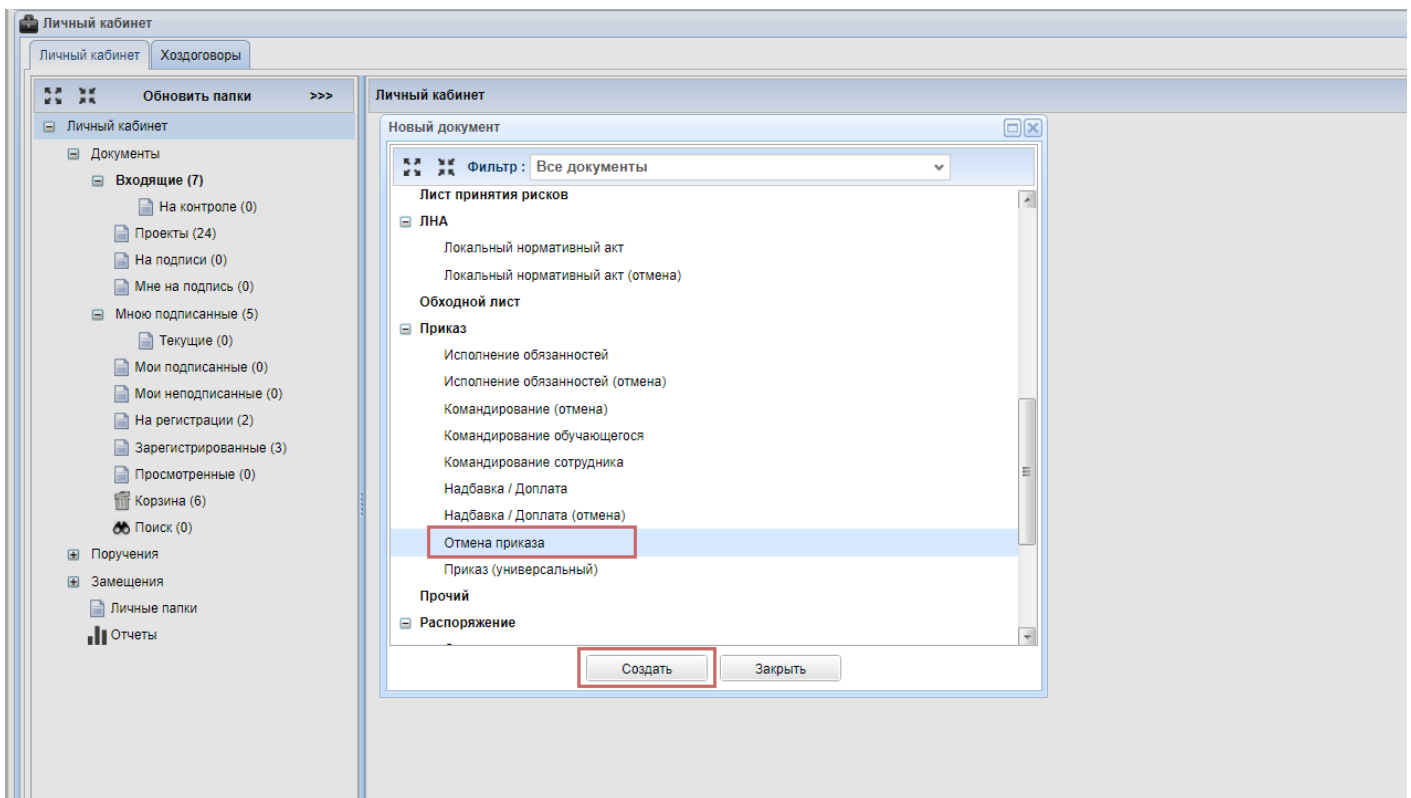 Личный кабинет
Личный кабинет Хоздоговоры
Обновить папки >>>
Личный кабинет
Документы
Входящие (7)
На контроле (0)
Проекты (24)
На подписи (0)
Мне на подпись (0)
Мною подписанные (5)
Текущие (0)
Мои подписанные (0)
Мои неподписанные (0)
На регистрации (2)
Зарегистрированные (3)
Просмотренные (0)
Корзина (6)
Поиск (0)
Поручения
Замещения
Личные папки
Отчеты
Личный кабинет
Новый документ
Фильтр : Все документы
Лист принятия рисков
ЛНА
Локальный нормативный акт
Локальный нормативный акт (отмена)
Обходной лист
Приказ
Исполнение обязанностей
Исполнение обязанностей (отмена)
Командирование (отмена)
Командирование обучающегося
Командирование сотрудника
Надбавка / Доплата
Надбавка / Доплата (отмена)
Отмена приказа
Приказ (универсальный)
Прочий
Распоряжение
Создать Закрыть